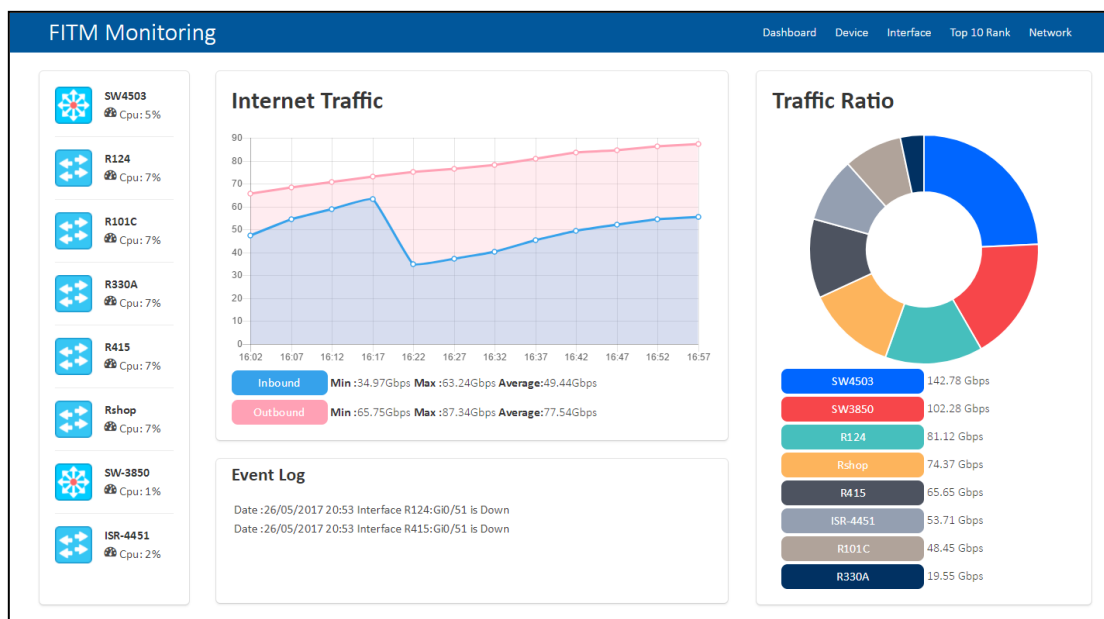 FITM Monitoring
Dashboard Device Interface Top 10 Rank Network
SW4503
Cpu: 5%
R124
Cpu: 7%
R101C
Cpu: 7%
R330A
Cpu: 7%
R415
Cpu: 7%
Rshop
Cpu: 7%
SW-3850
Cpu: 1%
ISR-4451
Cpu: 2%
Internet Traffic
90
80
70
60
50
40
30
20
10
0
16:02 16:07 16:12 16:17 16:22 16:27 16:32 16:37 16:42 16:47 16:52 16:57
Inbound Min :34.97Gbps Max :63.24Gbps Average:49.44Gbps
Outbound Min :65.75Gbps Max :87.34Gbps Average:77.54Gbps
Event Log
Date :26/05/2017 20:53 Interface R124:Gi0/51 is Down
Date :26/05/2017 20:53 Interface R415:Gi0/51 is Down
Traffic Ratio
SW4503 142.78 Gbps
SW3850 102.28 Gbps
R124 81.12 Gbps
Rshop 74.37 Gbps
R415 65.65 Gbps
ISR-4451 53.71 Gbps
R101C 48.45 Gbps
R330A 19.55 Gbps